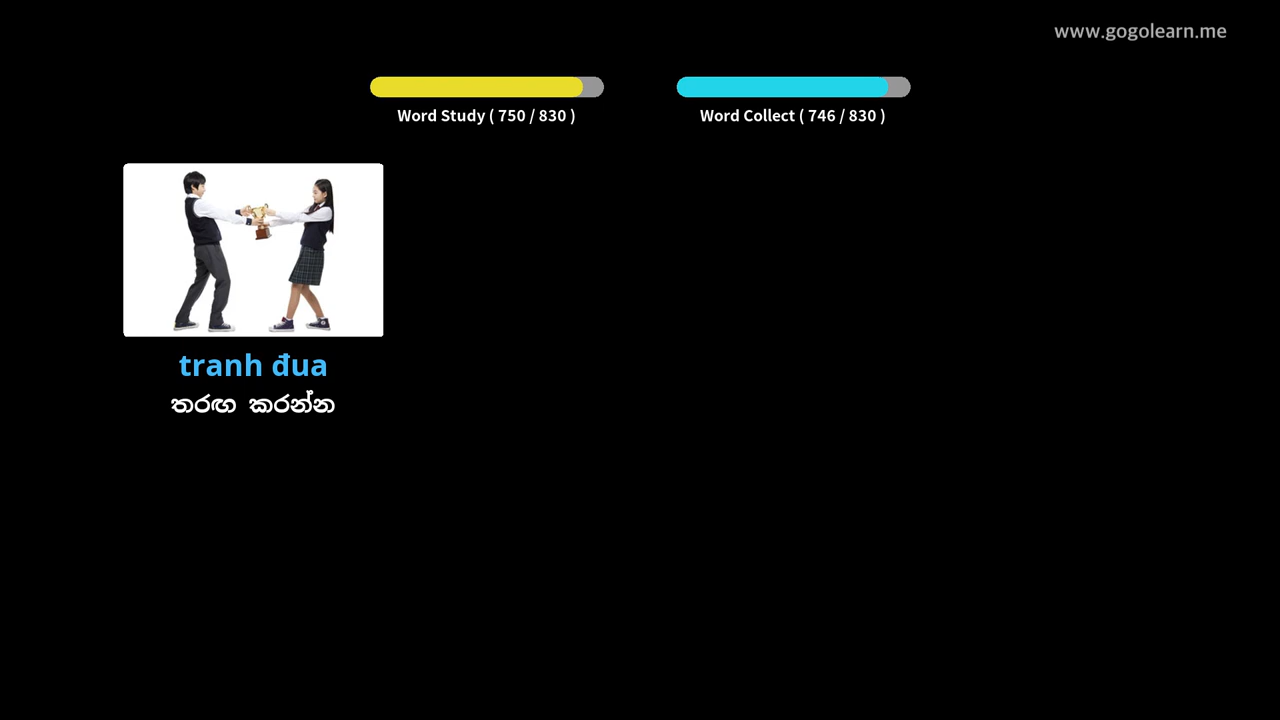 www.gogolearn.me
Word Study ( 750 / 830 )
Word Collect ( 746 / 830 )
tranh đua
තරඟ කරන්න